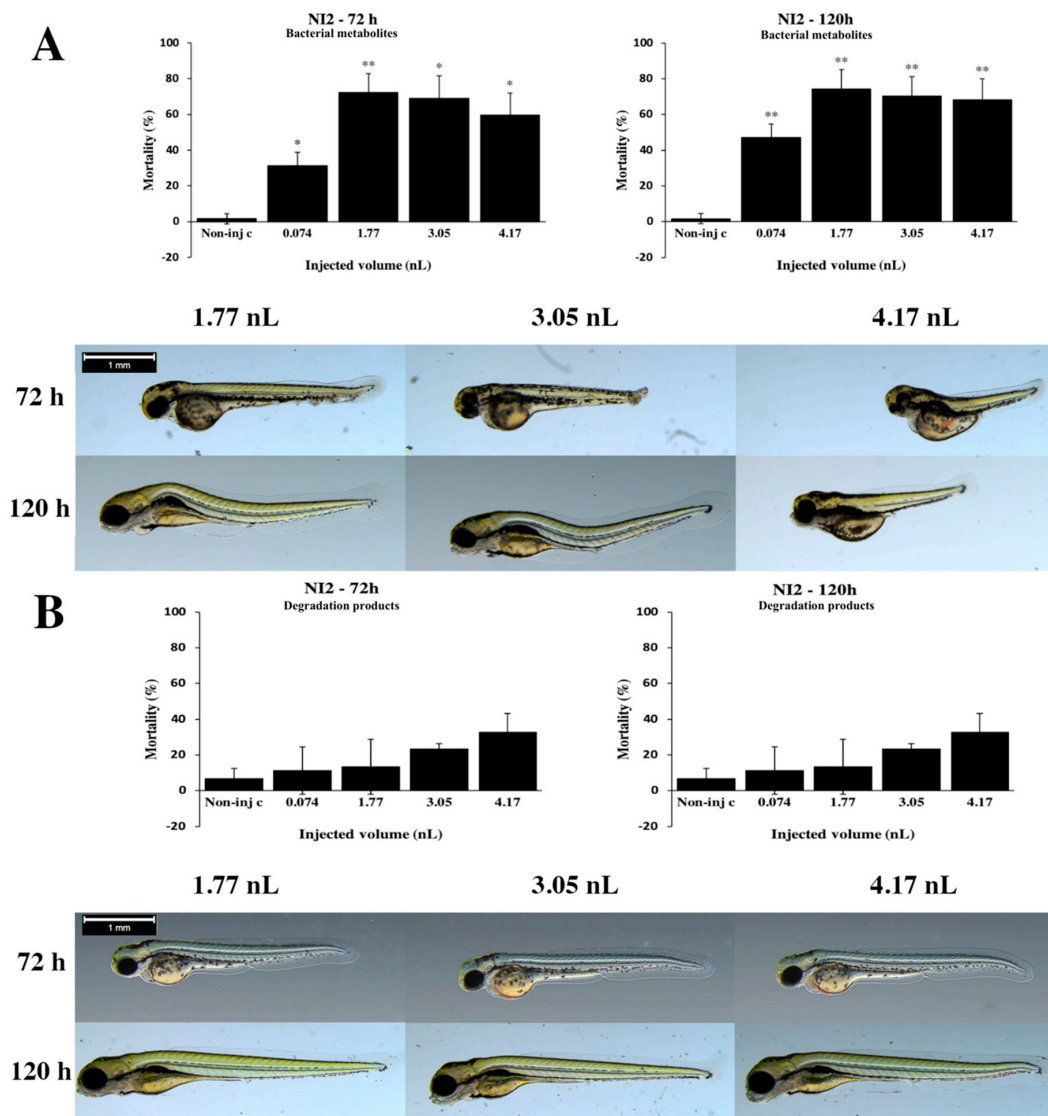 A
NI2 - 72 h
Bacterial metabolites
Mortality (%)
100
80
60
40
20
0
-20
*
**
*
*
Non-inj c 0.074 1.77 3.05 4.17
Injected volume (nL)
NI2 - 120h
Bacterial metabolites
Mortality (%)
100
80
60
40
20
0
-20
**
**
**
**
Non-inj c 0.074 1.77 3.05 4.17
Injected volume (nL)
1.77 nL 3.05 nL 4.17 nL
1 mm
72 h
120 h
B
NI2 - 72h
Degradation products
Mortality (%)
100
80
60
40
20
0
-20
Non-inj c 0.074 1.77 3.05 4.17
Injected volume (nL)
NI2 - 120h
Degradation products
Mortality (%)
100
80
60
40
20
0
-20
Non-inj c 0.074 1.77 3.05 4.17
Injected volume (nL)
1.77 nL 3.05 nL 4.17 nL
1 mm
72 h
120 h